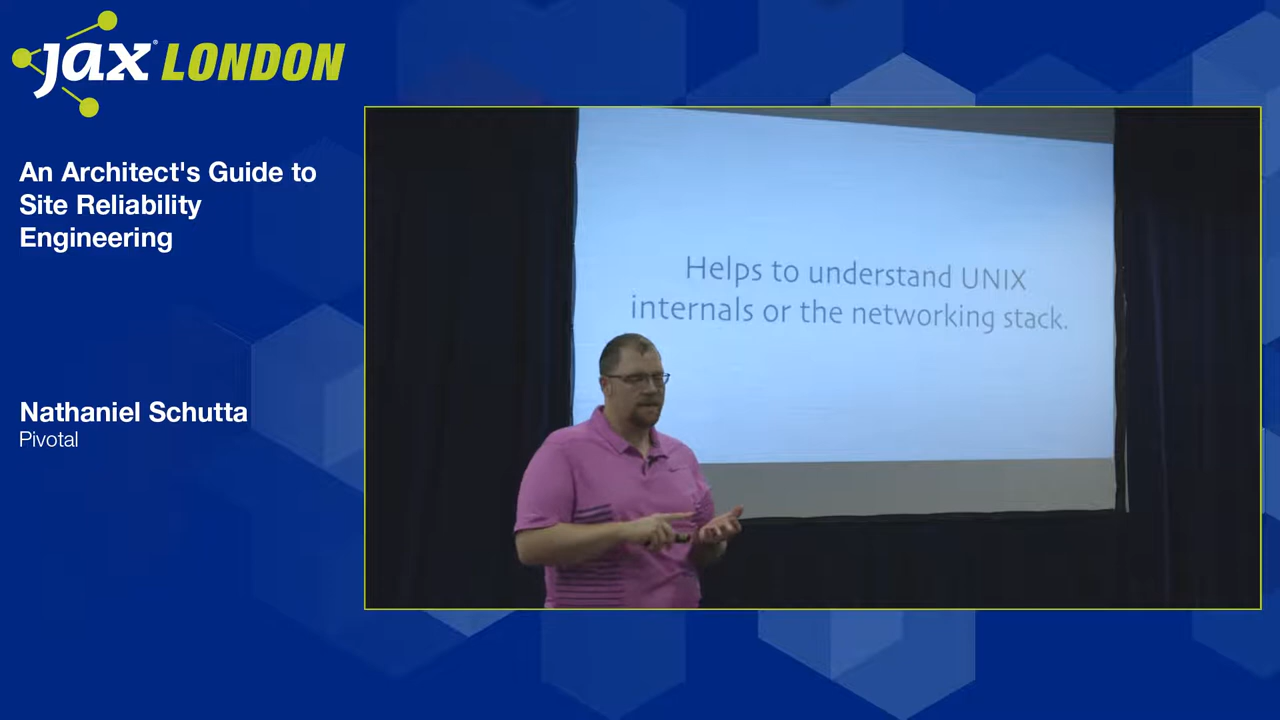 jax® LONDON
An Architect's Guide to
Site Reliability
Engineering
Nathaniel Schutta
Pivotal
Helps to understand UNIX
internals or the networking stack.